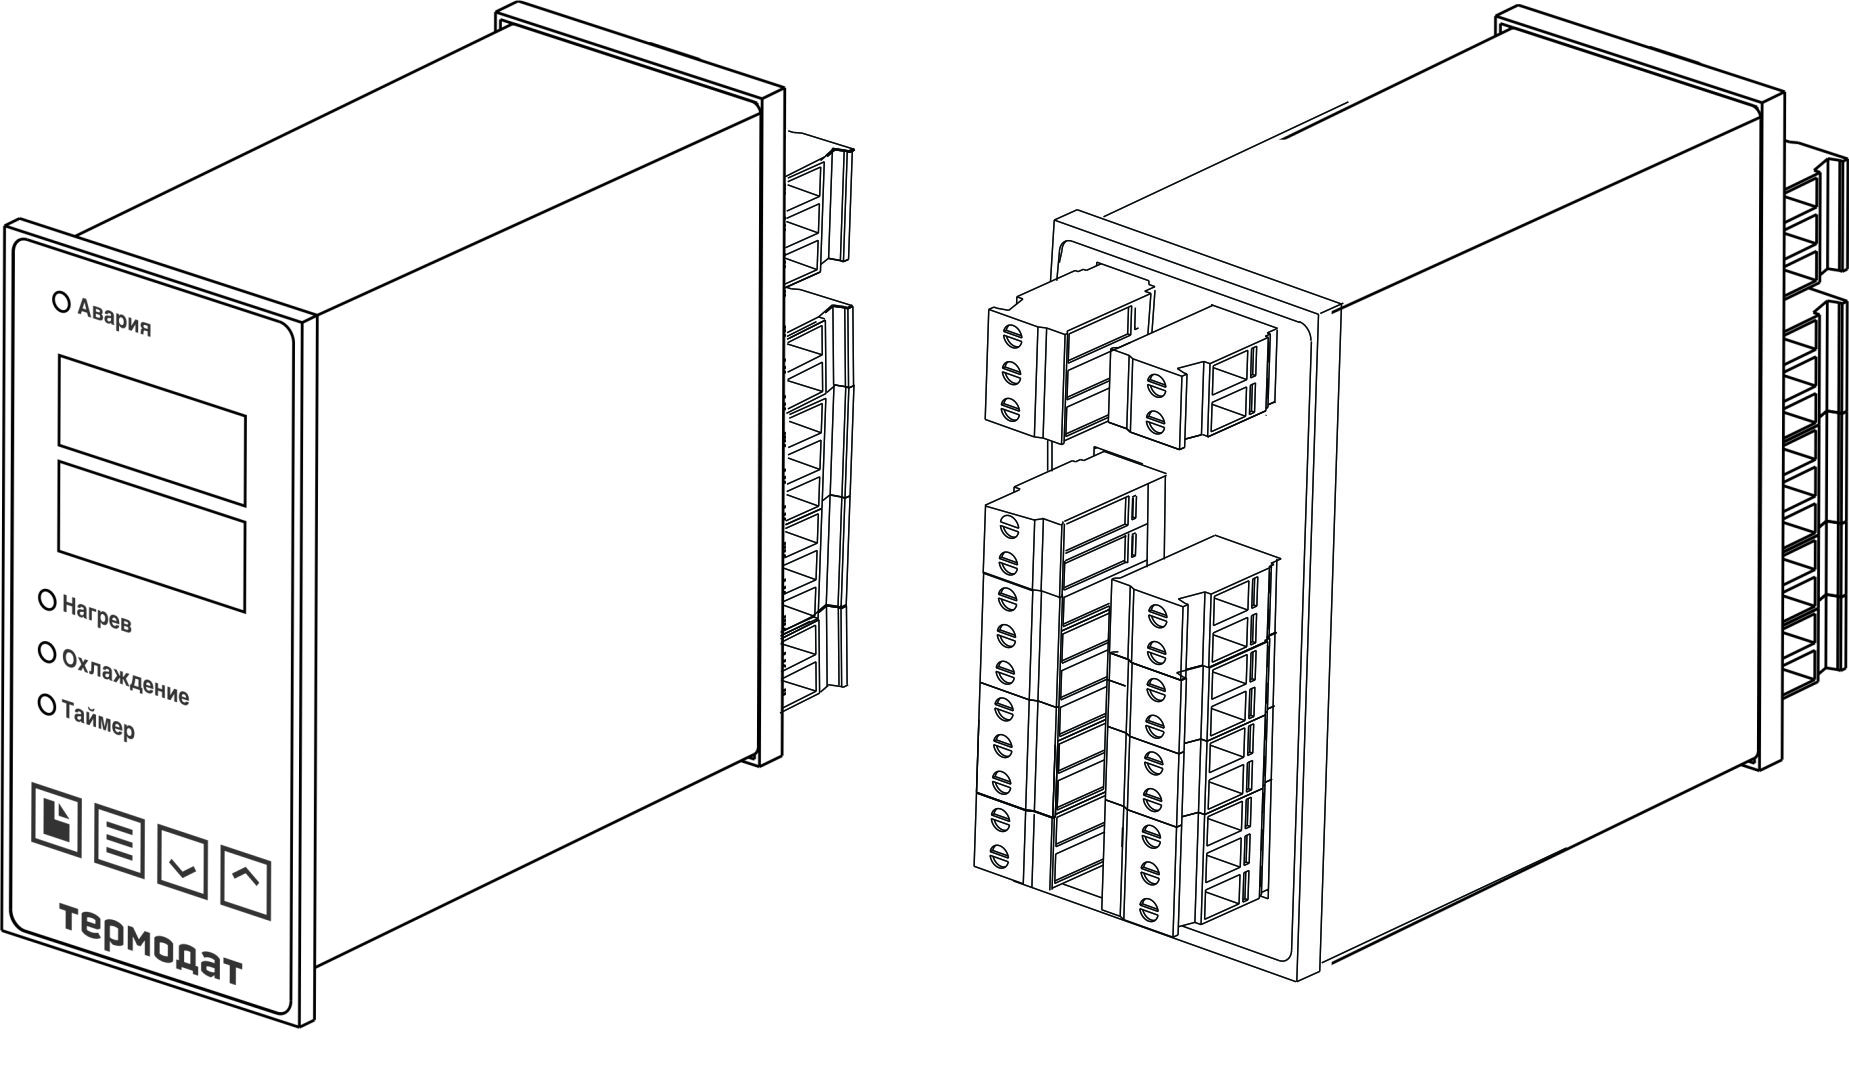 Авария
Нагрев
Охлаждение
Таймер
термодат